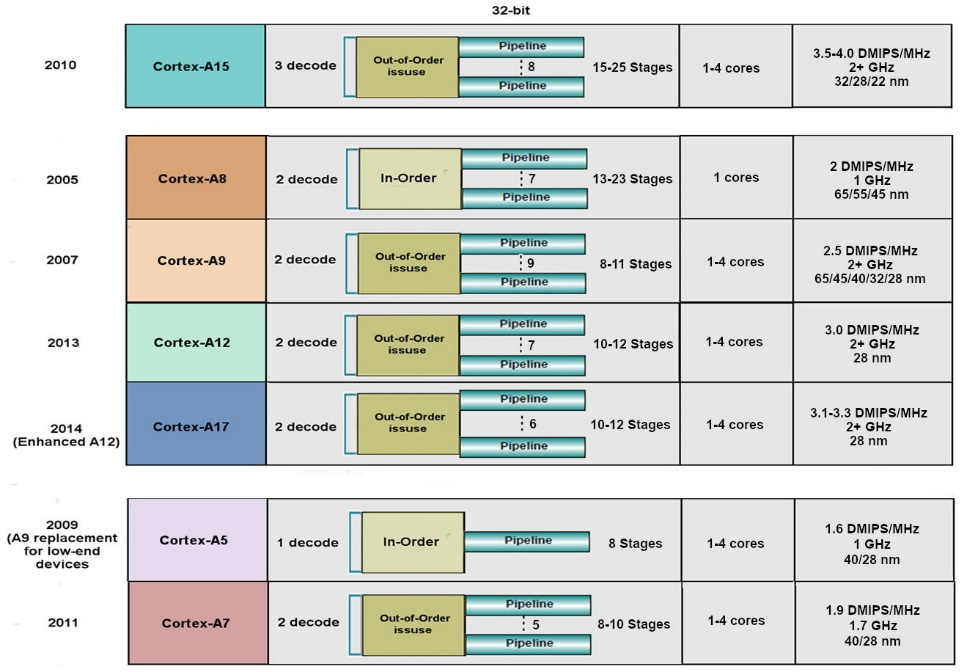 32-bit
2010
Cortex-A15
3 decode
Out-of-Order
issuse
Pipeline
8
Pipeline
15-25 Stages
1-4 cores
3.5-4.0 DMIPS/MHz
2+ GHz
32/28/22 nm
2005
Cortex-A8
2 decode
In-Order
Pipeline
7
Pipeline
13-23 Stages
1 cores
2 DMIPS/MHz
1 GHz
65/55/45 nm
2007
Cortex-A9
2 decode
Out-of-Order
issuse
Pipeline
9
Pipeline
8-11 Stages
1-4 cores
2.5 DMIPS/MHz
2+ GHz
65/45/40/32/28 nm
2013
Cortex-A12
2 decode
Out-of-Order
issuse
Pipeline
7
Pipeline
10-12 Stages
1-4 cores
3.0 DMIPS/MHz
2+ GHz
28 nm
2014
(Enhanced A12)
Cortex-A17
2 decode
Out-of-Order
issuse
Pipeline
6
Pipeline
10-12 Stages
1-4 cores
3.1-3.3 DMIPS/MHz
2+ GHz
28 nm
2009
(A9 replacement
for low-end
devices
Cortex-A5
1 decode
In-Order
Pipeline
8 Stages
1-4 cores
1.6 DMIPS/MHz
1 GHz
40/28 nm
2011
Cortex-A7
2 decode
Out-of-Order
issuse
Pipeline
5
Pipeline
8-10 Stages
1-4 cores
1.9 DMIPS/MHz
1.7 GHz
40/28 nm